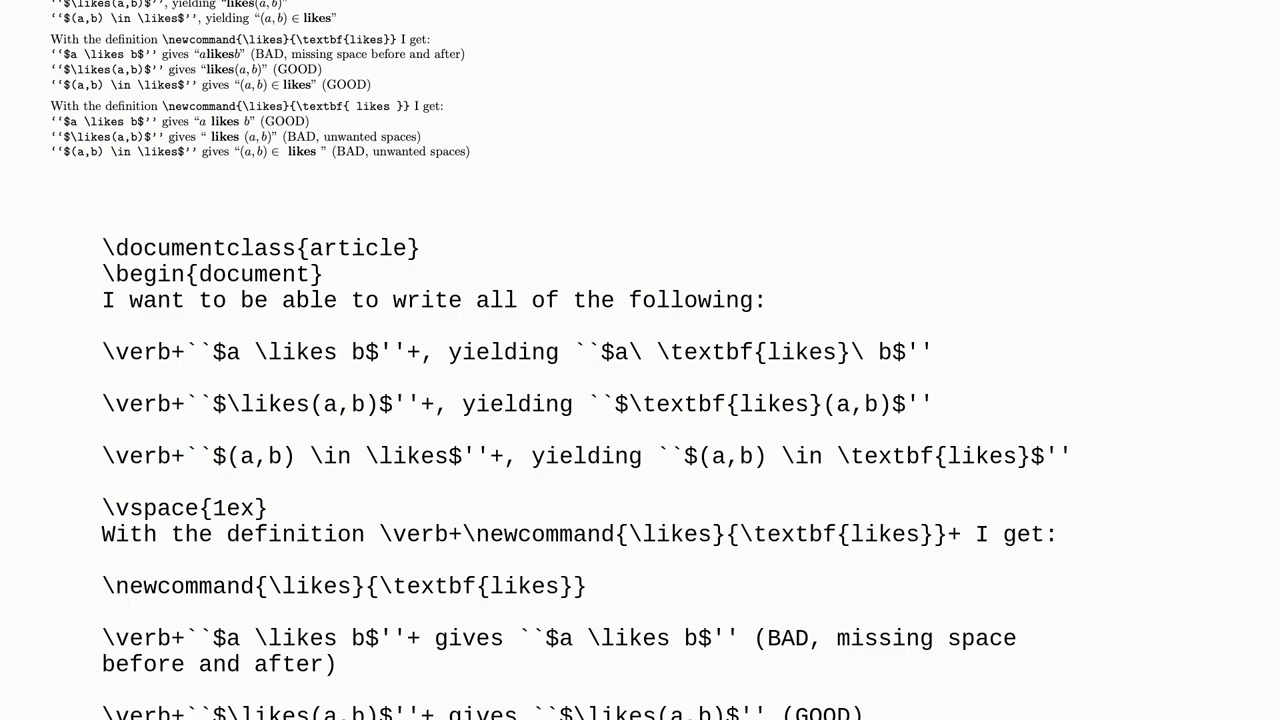 ‘‘$\likes(a,b)$’’, yielding “likes(a, b)”
‘‘$(a,b) \in \likes$’’, yielding “(a, b) ∈ likes”
With the definition \newcommand{\likes}{\textbf{likes}} I get:
‘‘$a \likes b$’’ gives “alikesb” (BAD, missing space before and after)
‘‘$\likes(a,b)$’’ gives “likes(a, b)” (GOOD)
‘‘$(a,b) \in \likes$’’ gives “(a, b) ∈ likes” (GOOD)
With the definition \newcommand{\likes}{\textbf{ likes }} I get:
‘‘$a \likes b$’’ gives “a likes b” (GOOD)
‘‘$\likes(a,b)$’’ gives “ likes (a, b)” (BAD, unwanted spaces)
‘‘$(a,b) \in \likes$’’ gives “(a, b) ∈ likes ” (BAD, unwanted spaces)
\documentclass{article}
\begin{document}
I want to be able to write all of the following:
\verb+``$a \likes b$''+, yielding ``$a\ \textbf{likes}\ b$''
\verb+``$\likes(a,b)$''+, yielding ``$\textbf{likes}(a,b)$''
\verb+``$(a,b) \in \likes$''+, yielding ``$(a,b) \in \textbf{likes}$''
\vspace{1ex}
With the definition \verb+\newcommand{\likes}{\textbf{likes}}+ I get:
\newcommand{\likes}{\textbf{likes}}
\verb+``$a \likes b$''+ gives ``$a \likes b$'' (BAD, missing space
before and after)
\verb+``$\likes(a,b)$''+ gives ``$\likes(a,b)$'' (GOOD)